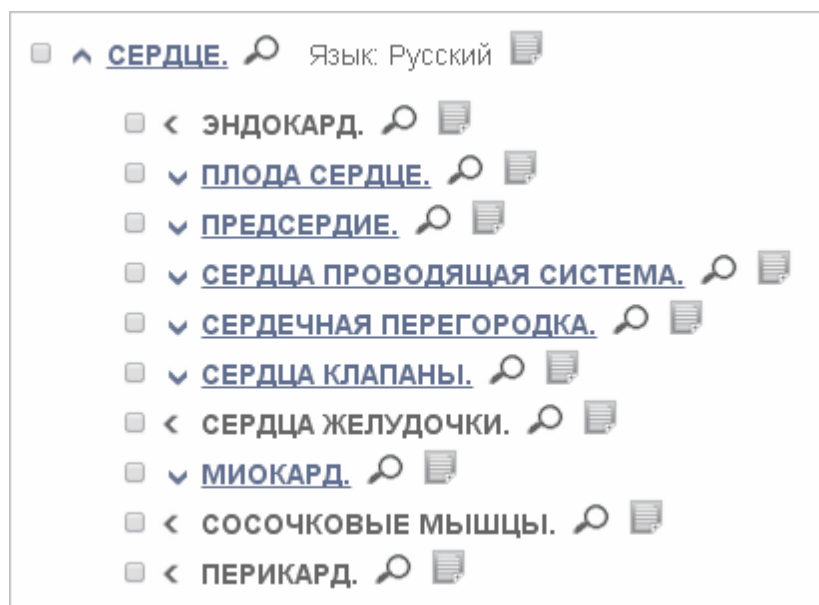 СЕРДЦЕ. Язык: Русский
ЭНДОКАРД.
ПЛОДА СЕРДЦЕ.
ПРЕДСЕРДИЕ.
СЕРДЦА ПРОВОДЯЩАЯ СИСТЕМА.
СЕРДЕЧНАЯ ПЕРЕГОРОДКА.
СЕРДЦА КЛАПАНЫ.
СЕРДЦА ЖЕЛУДОЧКИ.
МИОКАРД.
СОСОЧКОВЫЕ МЫШЦЫ.
ПЕРИКАРД.